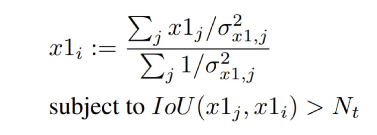 x1_i := \frac{\sum_j x1_j / \sigma^2_{x1,j}}{\sum_j 1 / \sigma^2_{x1,j}}
subject to IoU(x1_j, x1_i) > N_t